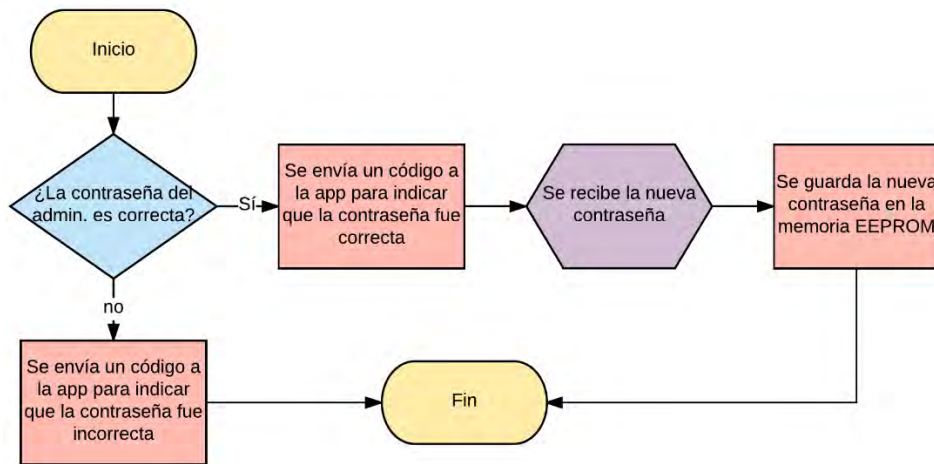 Inicio
¿La contraseña del
admin. es correcta?
Sí
Se envía un código a
la app para indicar
que la contraseña fue
correcta
Se recibe la nueva
contraseña
Se guarda la nueva
contraseña en la
memoria EEPROM
no
Se envía un código a
la app para indicar
que la contraseña fue
incorrecta
Fin